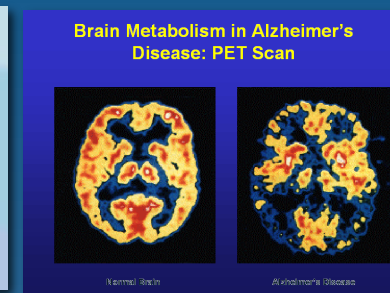 Brain Metabolism in Alzheimer's
Disease: PET Scan
Normal Brain
Alzheimer's Disease